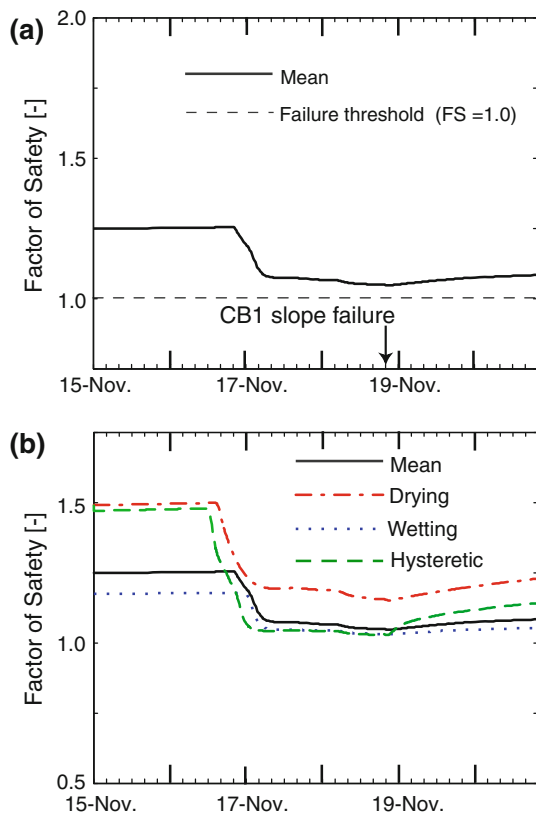 (a)
2.0
1.5
1.0
Factor of Safety [-]
Mean
Failure threshold (FS =1.0)
CB1 slope failure
15-Nov.
17-Nov.
19-Nov.
(b)
1.5
1.0
0.5
Factor of Safety [-]
Mean
Drying
Wetting
Hysteretic
15-Nov.
17-Nov.
19-Nov.